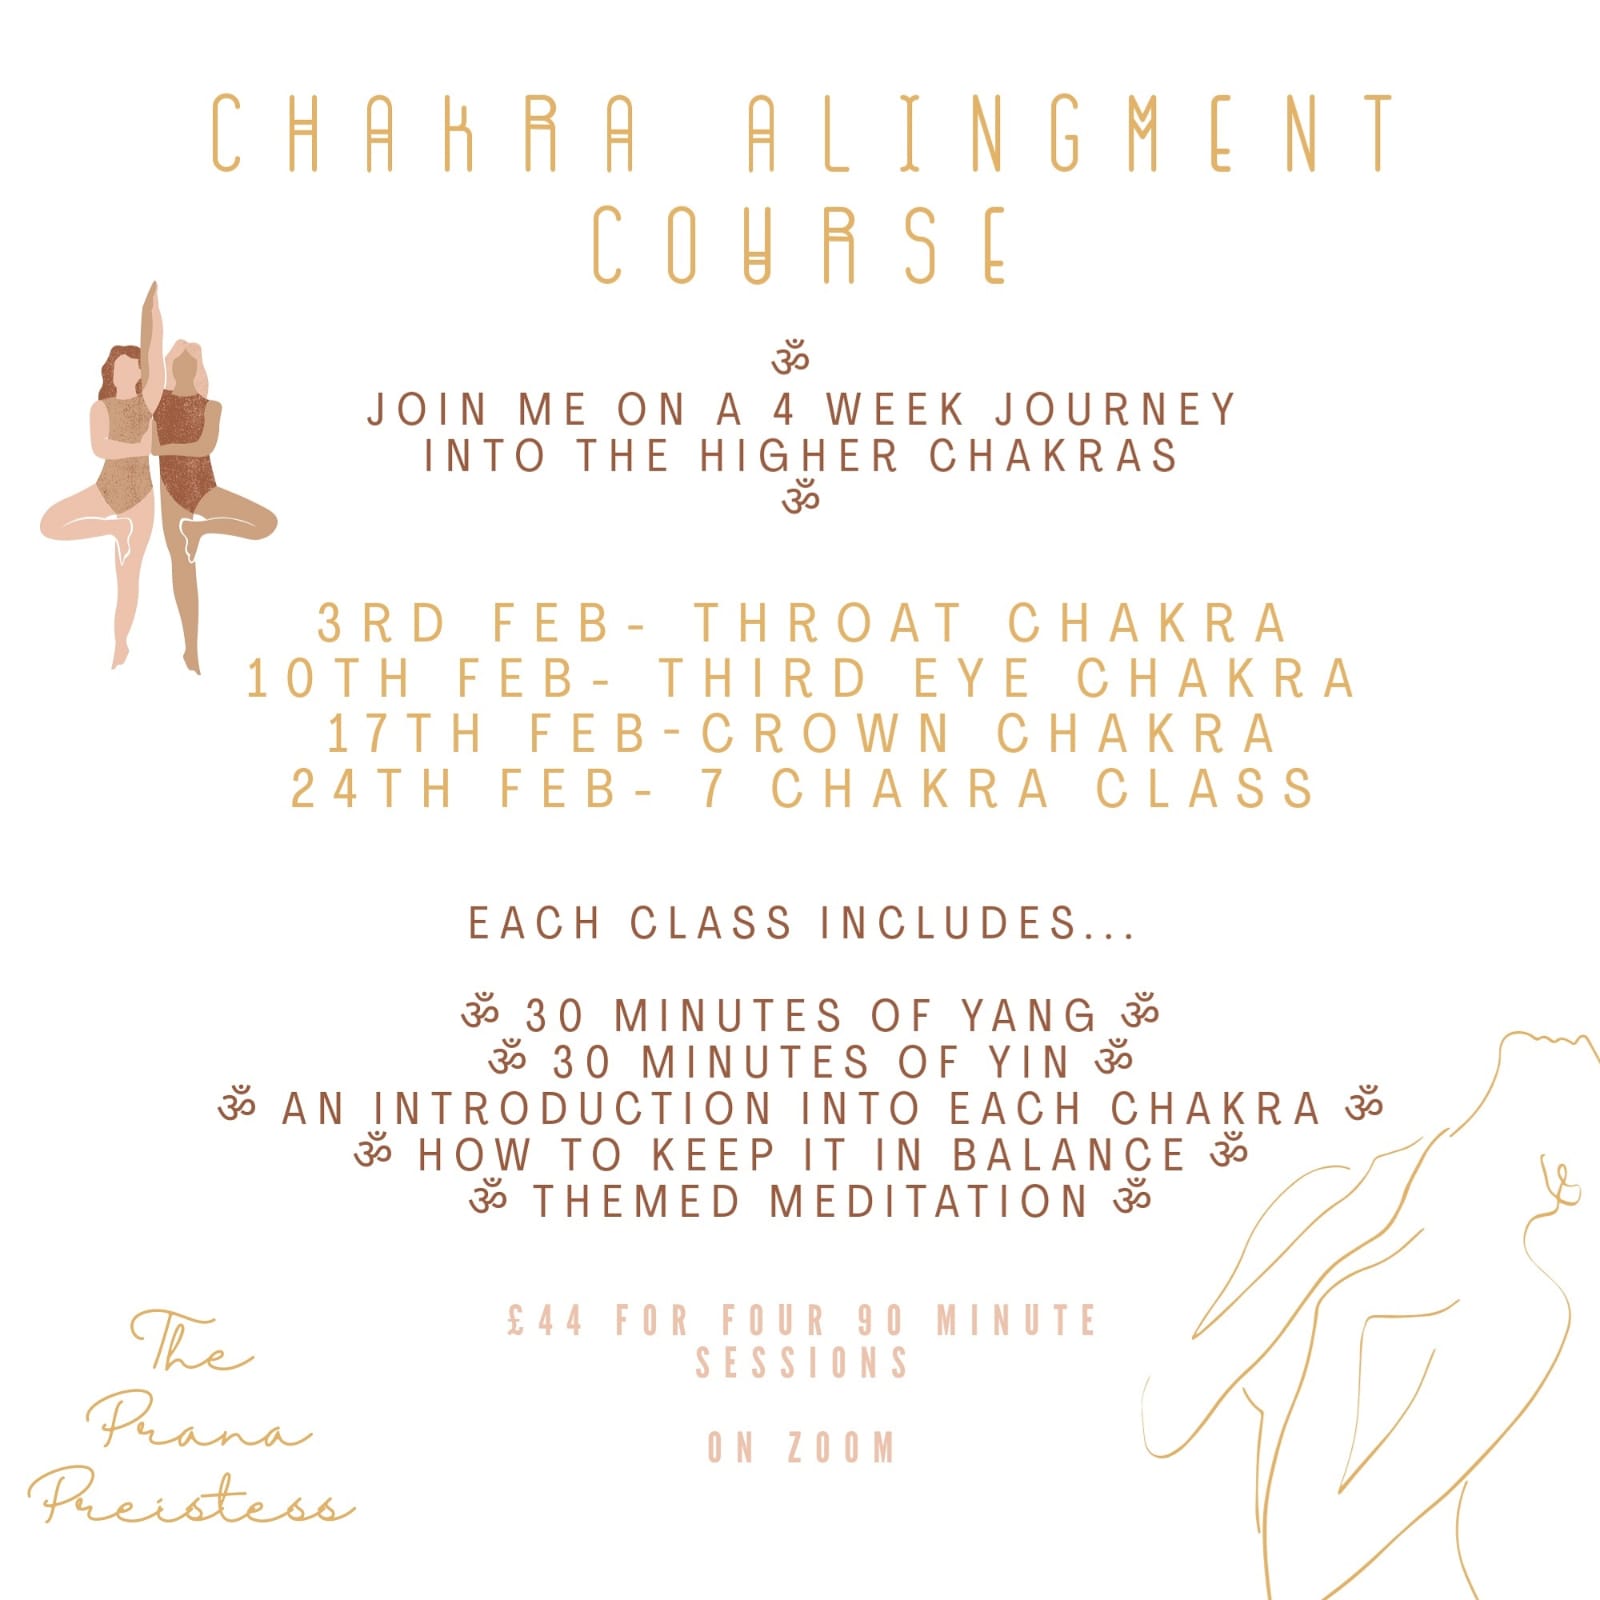 CHAKRA ALINGMENT
COURSE
ॐ
JOIN ME ON A 4 WEEK JOURNEY
INTO THE HIGHER CHAKRAS
ॐ
3RD FEB- THROAT CHAKRA
10TH FEB- THIRD EYE CHAKRA
17TH FEB-CROWN CHAKRA
24TH FEB- 7 CHAKRA CLASS
EACH CLASS INCLUDES...
ॐ 30 MINUTES OF YANG ॐ
ॐ 30 MINUTES OF YIN ॐ
ॐ AN INTRODUCTION INTO EACH CHAKRA ॐ
ॐ HOW TO KEEP IT IN BALANCE ॐ
ॐ THEMED MEDITATION ॐ
£44 FOR FOUR 90 MINUTE
SESSIONS
ON ZOOM
The
Prana
Preistess